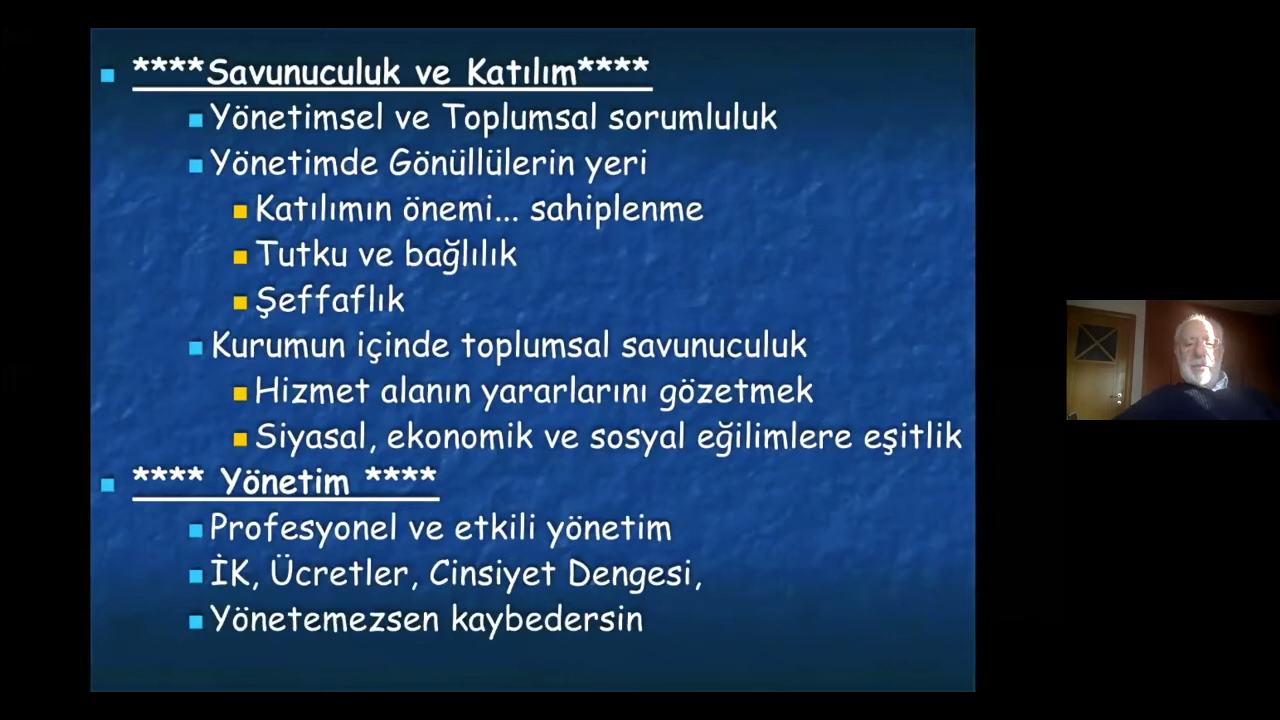 ****Savunuculuk ve Katılım****
Yönetimsel ve Toplumsal sorumluluk
Yönetimde Gönüllülerin yeri
Katılımın önemi... sahiplenme
Tutku ve bağlılık
Şeffaflık
Kurumun içinde toplumsal savunuculuk
Hizmet alanın yararlarını gözetmek
Siyasal, ekonomik ve sosyal eğilimlere eşitlik
**** Yönetim ****
Profesyonel ve etkili yönetim
İK, Ücretler, Cinsiyet Dengesi,
Yönetemezsen kaybedersin